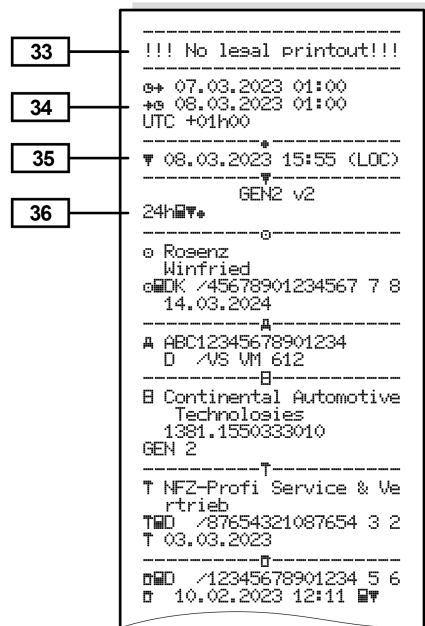 33
!!! No legal printout!!!
07.03.2023 01:00
34
08.03.2023 01:00
UTC +01h00
35
▼ 08.03.2023 15:55 (LOC)
GEN2 v2
36
24h
Rogenz
Winfried
DK /45678901234567 7 8
14.03.2024
A ABC12345678901234
D /VS VM 612
B Continental Automotive
Technologies
1381.1550333010
GEN 2
T NFZ-Profi Service & Ve
rtrieb
T D /87654321087654 3 2
T 03.03.2023
D /12345678901234 5 6
10.02.2023 12:11